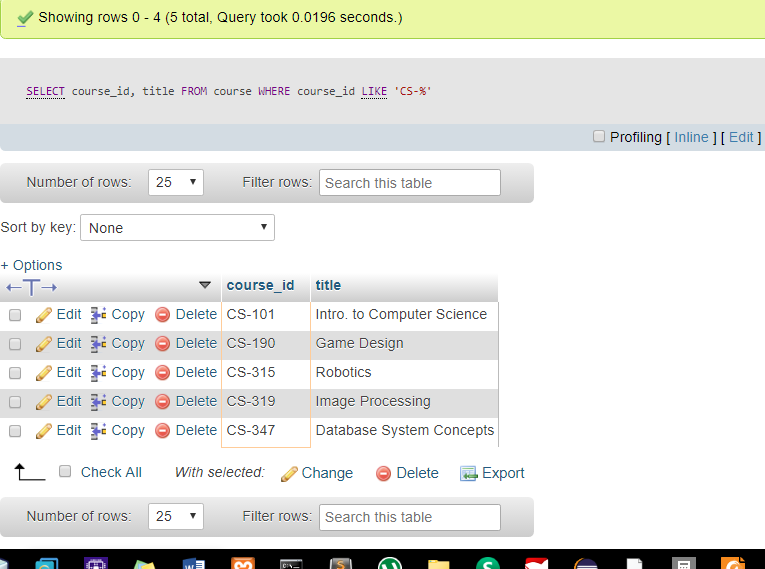 Showing rows 0 - 4 (5 total, Query took 0.0196 seconds.)
SELECT course_id, title FROM course WHERE course_id LIKE 'CS-%'
Profiling [ Inline ] [ Edit ]
Number of rows: 25 Filter rows: Search this table
Sort by key: None
+ Options
course_id title
Edit Copy Delete CS-101 Intro. to Computer Science
Edit Copy Delete CS-190 Game Design
Edit Copy Delete CS-315 Robotics
Edit Copy Delete CS-319 Image Processing
Edit Copy Delete CS-347 Database System Concepts
Check All With selected: Change Delete Export
Number of rows: 25 Filter rows: Search this table